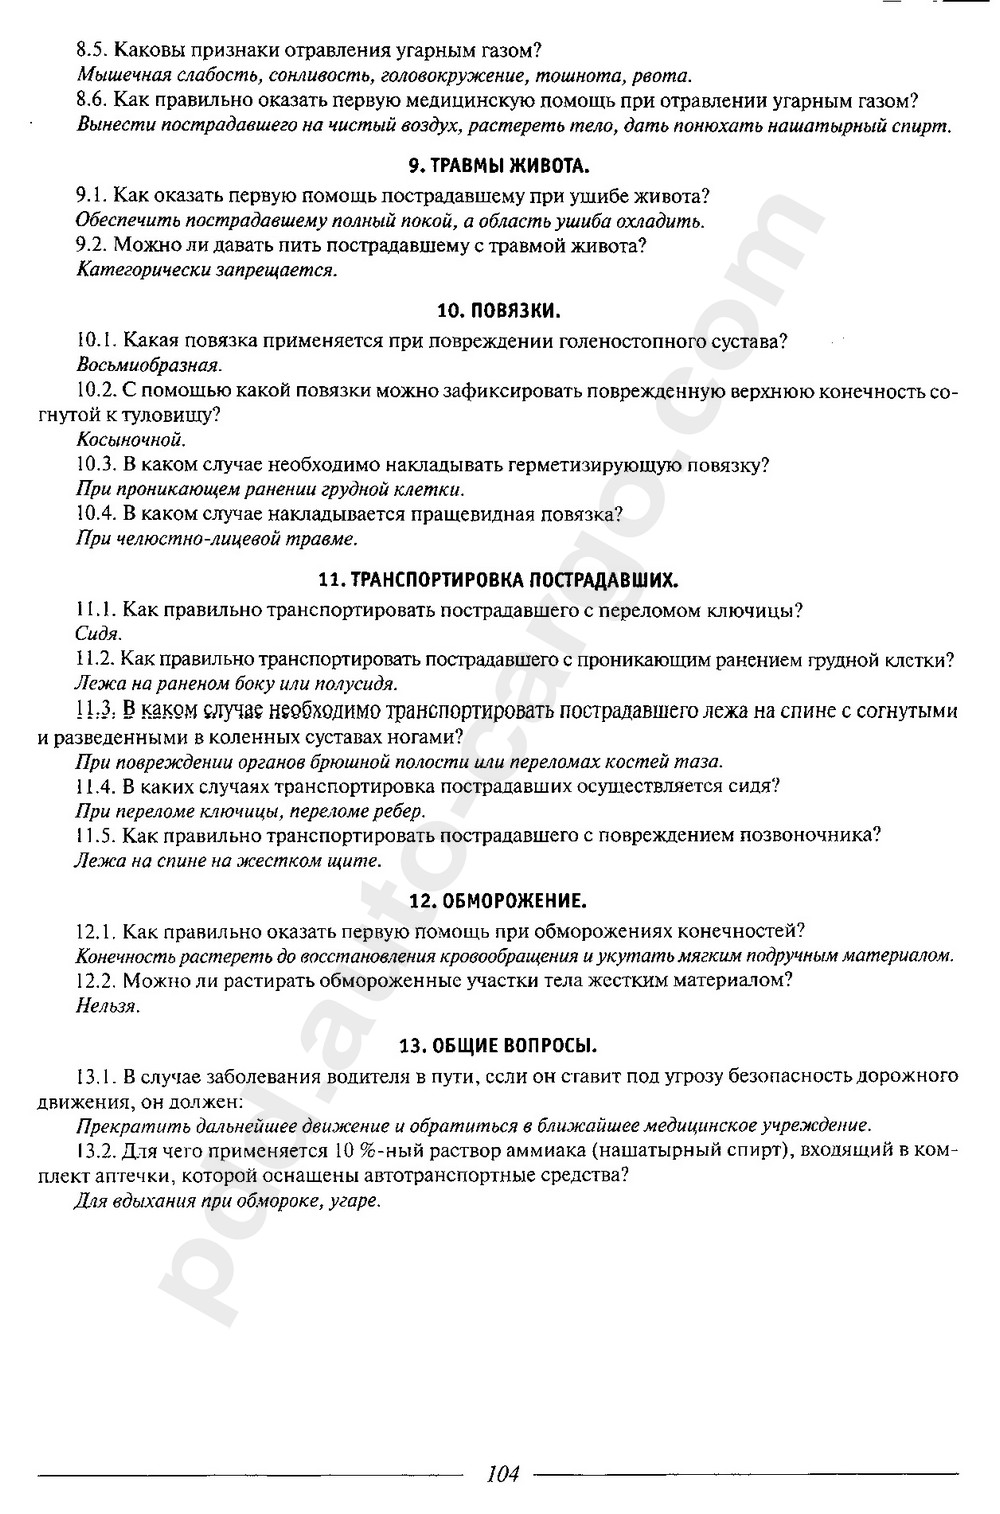 8.5. Каковы признаки отравления угарным газом?
Мышечная слабость, сонливость, головокружение, тошнота, рвота.
8.6. Как правильно оказать первую медицинскую помощь при отравлении угарным газом?
Вынести пострадавшего на чистый воздух, растереть тело, дать понюхать нашатырный спирт.
9. ТРАВМЫ ЖИВОТА.
9.1. Как оказать первую помощь пострадавшему при ушибе живота?
Обеспечить пострадавшему полный покой, а область ушиба охладить.
9.2. Можно ли давать пить пострадавшему с травмой живота?
Категорически запрещается.
10. ПОВЯЗКИ.
10.1. Какая повязка применяется при повреждении голеностопного сустава?
Восьмиобразная.
10.2. С помощью какой повязки можно зафиксировать поврежденную верхнюю конечность со-
гнутой к туловищу?
Косыночной.
10.3. В каком случае необходимо накладывать герметизирующую повязку?
При проникающем ранении грудной клетки.
10.4. В каком случае накладывается пращевидная повязка?
При челюстно-лицевой травме.
11. ТРАНСПОРТИРОВКА ПОСТРАДАВШИХ.
11.1. Как правильно транспортировать пострадавшего с переломом ключицы?
Сидя.
11.2. Как правильно транспортировать пострадавшего с проникающим ранением грудной клетки?
Лежа на раненом боку или полусидя.
11.3. В каком случае необходимо транспортировать пострадавшего лежа на спине с согнутыми
и разведенными в коленных суставах ногами?
При повреждении органов брюшной полости или переломах костей таза.
11.4. В каких случаях транспортировка пострадавших осуществляется сидя?
При переломе ключицы, переломе ребер.
11.5. Как правильно транспортировать пострадавшего с повреждением позвоночника?
Лежа на спине на жестком щите.
12. ОБМОРОЖЕНИЕ.
12.1. Как правильно оказать первую помощь при обморожениях конечностей?
Конечность растереть до восстановления кровообращения и укутать мягким подручным материалом.
12.2. Можно ли растирать обмороженные участки тела жестким материалом?
Нельзя.
13. ОБЩИЕ ВОПРОСЫ.
13.1. В случае заболевания водителя в пути, если он ставит под угрозу безопасность дорожного
движения, он должен:
Прекратить дальнейшее движение и обратиться в ближайшее медицинское учреждение.
13.2. Для чего применяется 10 %-ный раствор аммиака (нашатырный спирт), входящий в ком-
плект аптечки, которой оснащены автотранспортные средства?
Для вдыхания при обмороке, угаре.
pdd.auto-cargo.com
104